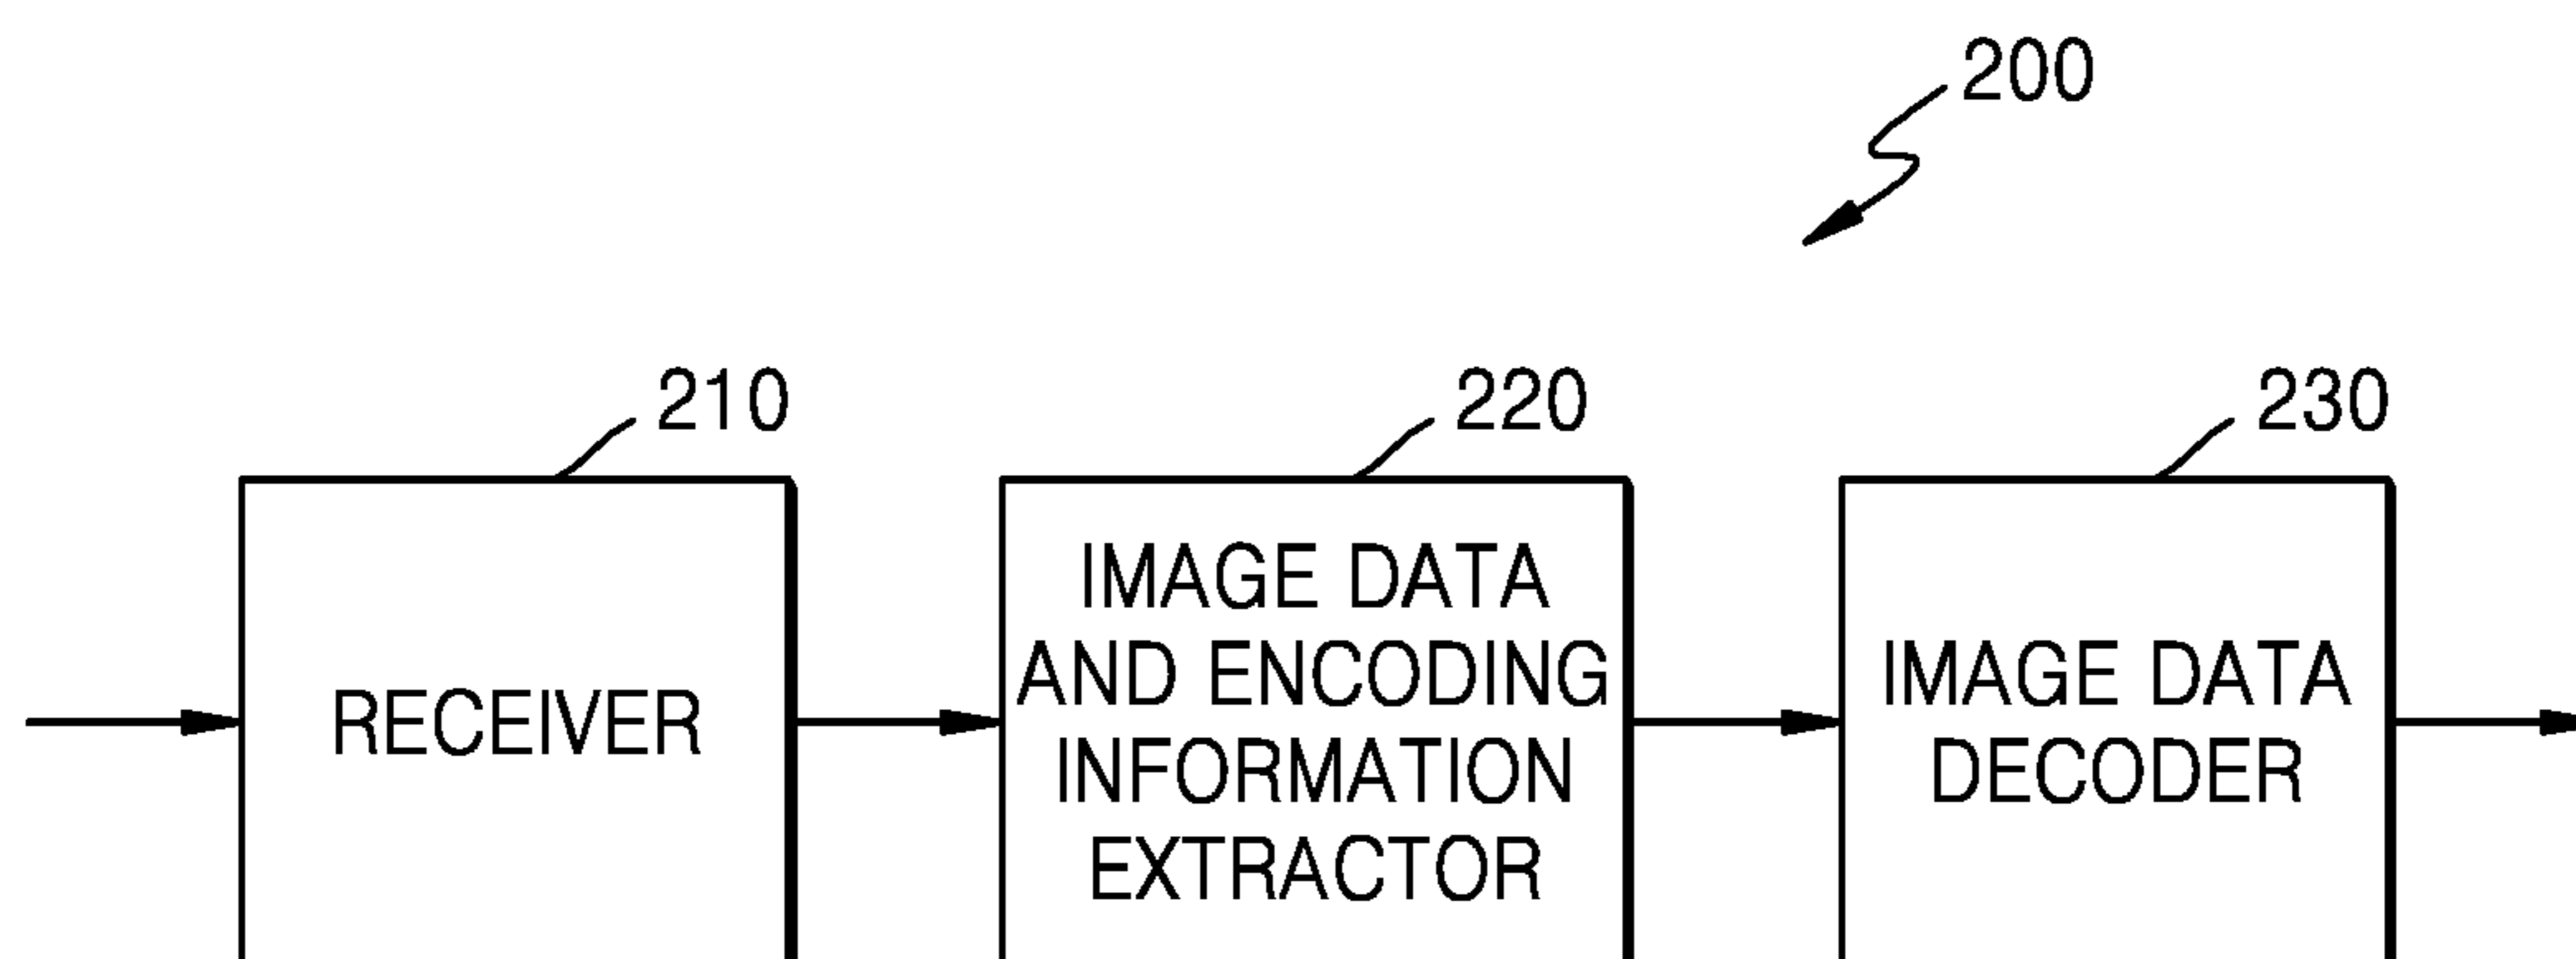 200
210
220
230
RECEIVER
IMAGE DATA
AND ENCODING
INFORMATION
EXTRACTOR
IMAGE DATA
DECODER